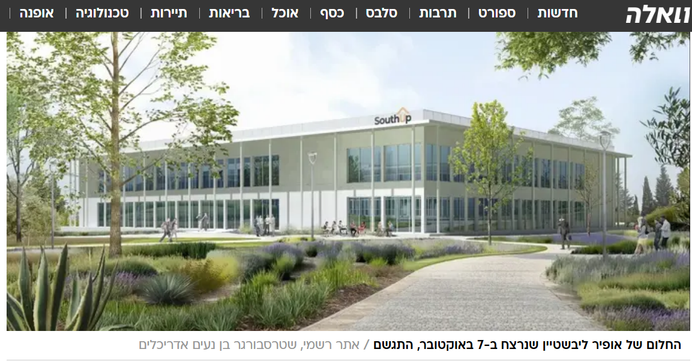 וואלה חדשות | ספורט | תרבות | סלבס | כסף | אוכל | בריאות | תיירות | טכנולוגיה | אופנה
SouthUp
החלום של אופיר ליבשטיין שנרצח ב-7 באוקטובר, התגשם / אתר רשמי, שטרסבורגר בן נעים אדריכלים